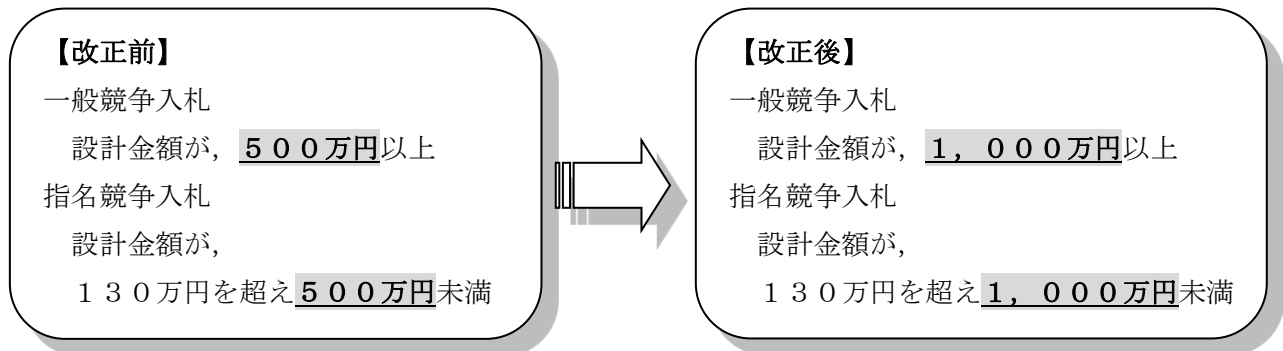 【改正前】
一般競争入札
設計金額が，５００万円以上
指名競争入札
設計金額が，
１３０万円を超え５００万円未満
【改正後】
一般競争入札
設計金額が，１，０００万円以上
指名競争入札
設計金額が，
１３０万円を超え１，０００万円未満